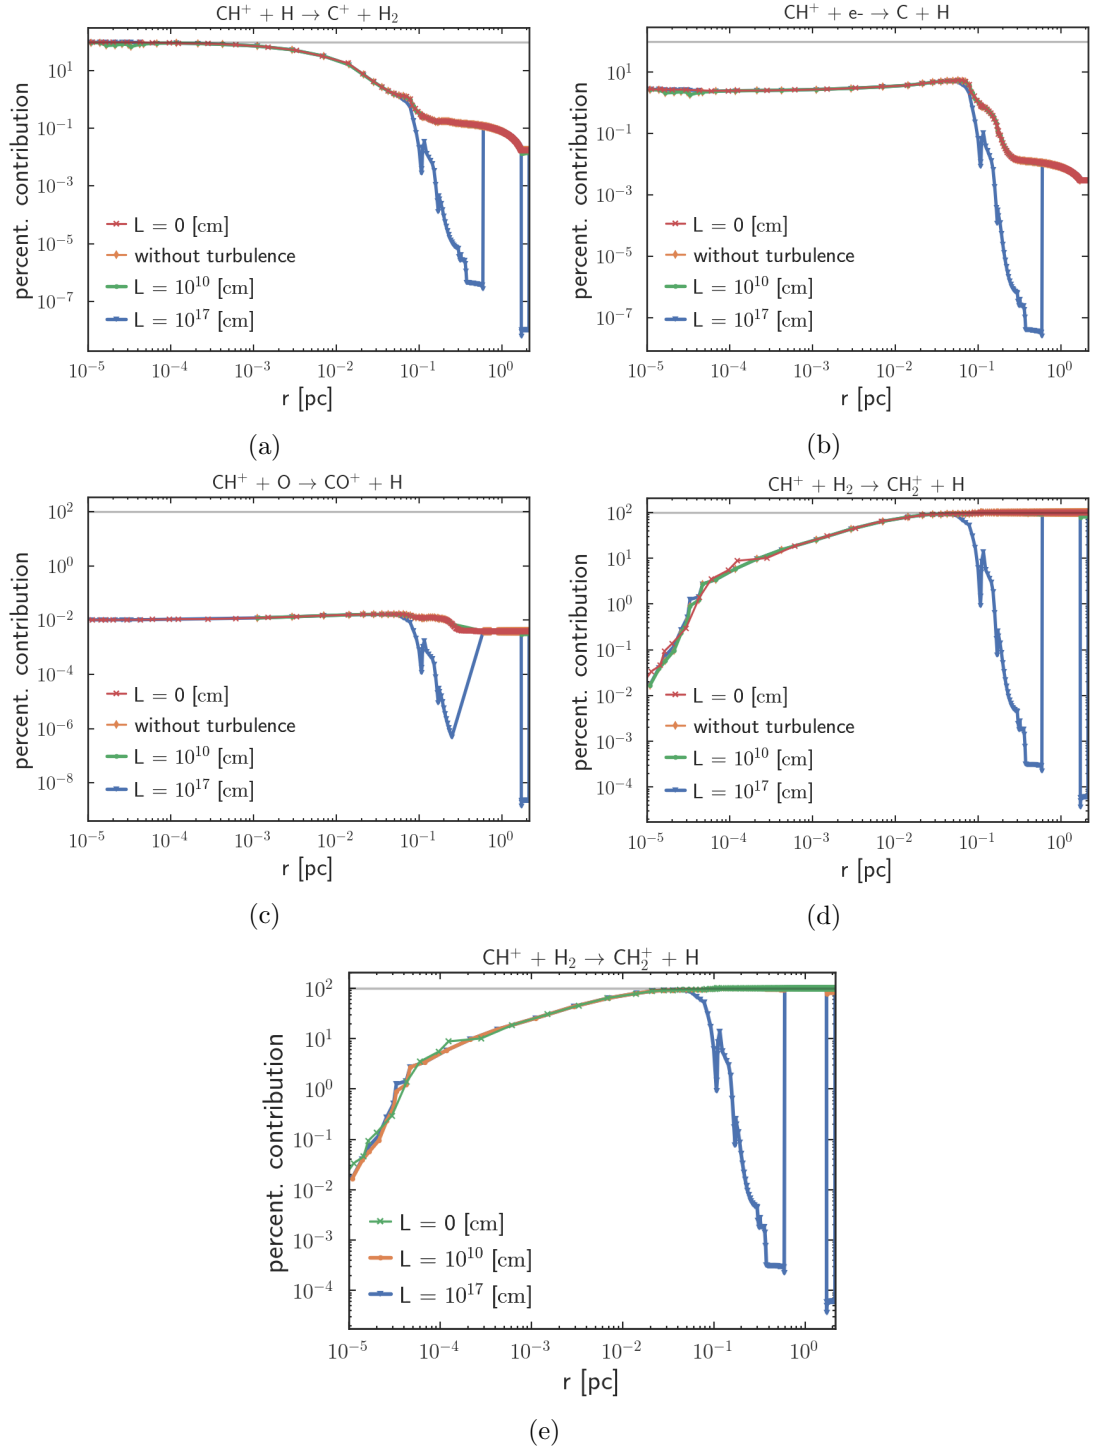 CH⁺ + H → C⁺ + H₂
percent. contribution
10¹
10⁻¹
10⁻³
10⁻⁵
10⁻⁷
L = 0 [cm]
without turbulence
L = 10¹⁰ [cm]
L = 10¹⁷ [cm]
10⁻⁵ 10⁻⁴ 10⁻³ 10⁻² 10⁻¹ 10⁰
r [pc]
(a)
CH⁺ + e- → C + H
percent. contribution
10¹
10⁻¹
10⁻³
10⁻⁵
10⁻⁷
L = 0 [cm]
without turbulence
L = 10¹⁰ [cm]
L = 10¹⁷ [cm]
10⁻⁵ 10⁻⁴ 10⁻³ 10⁻² 10⁻¹ 10⁰
r [pc]
(b)
CH⁺ + O → CO⁺ + H
percent. contribution
10²
10⁰
10⁻²
10⁻⁴
10⁻⁶
10⁻⁸
L = 0 [cm]
without turbulence
L = 10¹⁰ [cm]
L = 10¹⁷ [cm]
10⁻⁵ 10⁻⁴ 10⁻³ 10⁻² 10⁻¹ 10⁰
r [pc]
(c)
CH⁺ + H₂ → CH₂⁺ + H
percent. contribution
10²
10¹
10⁰
10⁻¹
10⁻²
10⁻³
10⁻⁴
L = 0 [cm]
without turbulence
L = 10¹⁰ [cm]
L = 10¹⁷ [cm]
10⁻⁵ 10⁻⁴ 10⁻³ 10⁻² 10⁻¹ 10⁰
r [pc]
(d)
CH⁺ + H₂ → CH₂⁺ + H
percent. contribution
10²
10¹
10⁰
10⁻¹
10⁻²
10⁻³
10⁻⁴
L = 0 [cm]
L = 10¹⁰ [cm]
L = 10¹⁷ [cm]
10⁻⁵ 10⁻⁴ 10⁻³ 10⁻² 10⁻¹ 10⁰
r [pc]
(e)